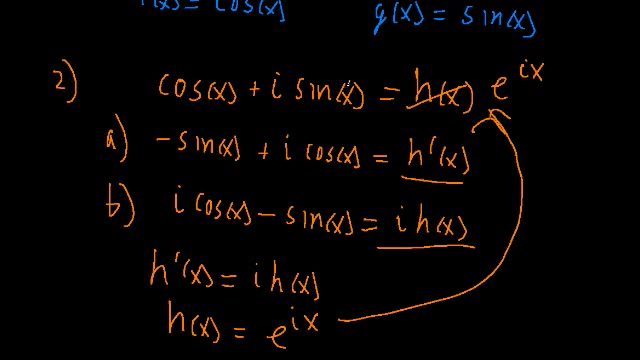 h(x) = cos(x) g(x) = sin(x)
2) cos(x) + i sin(x) = h(x) e^{ix}
a) -sin(x) + i cos(x) = h'(x)
b) i cos(x) - sin(x) = i h(x)
h'(x) = i h(x)
h(x) = e^{ix}